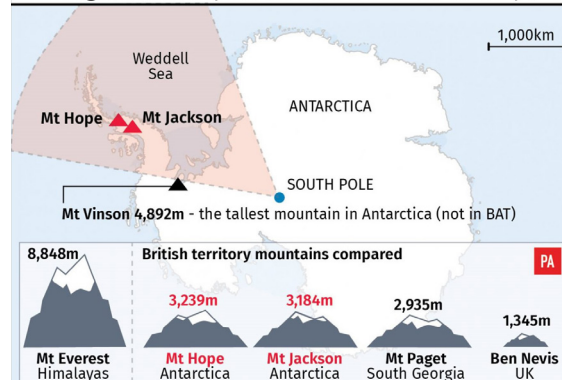 1,000km
Weddell
Sea
ANTARCTICA
Mt Hope
Mt Jackson
SOUTH POLE
Mt Vinson 4,892m - the tallest mountain in Antarctica (not in BAT)
British territory mountains compared
PA
8,848m
Mt Everest
Himalayas
3,239m
Mt Hope
Antarctica
3,184m
Mt Jackson
Antarctica
2,935m
Mt Paget
South Georgia
1,345m
Ben Nevis
UK